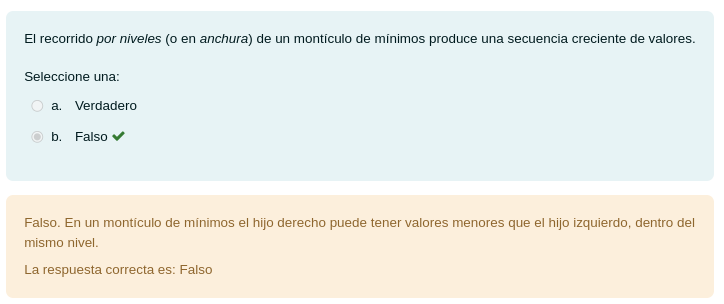 El recorrido por niveles (o en anchura) de un montículo de mínimos produce una secuencia creciente de valores.
Seleccione una:
a. Verdadero
b. Falso
Falso. En un montículo de mínimos el hijo derecho puede tener valores menores que el hijo izquierdo, dentro del
mismo nivel.
La respuesta correcta es: Falso